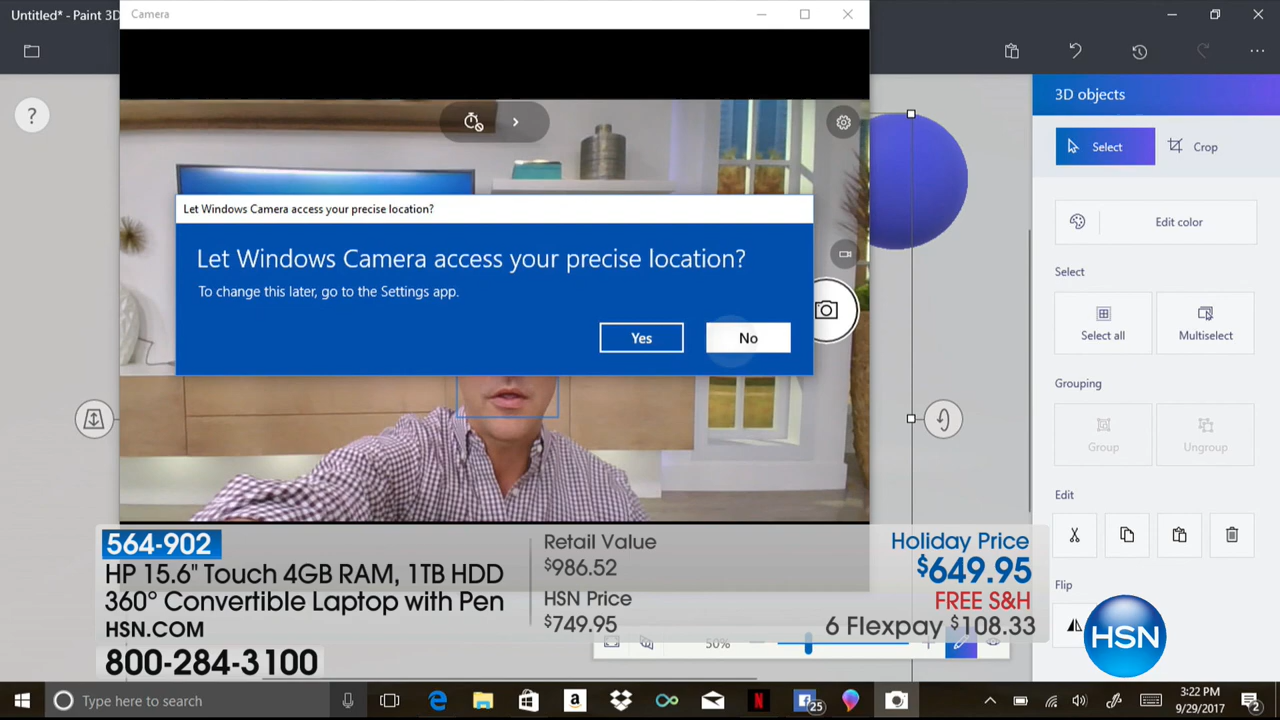 Untitled* - Paint 3D
Camera
3D objects
Select
Crop
Edit color
Select
Select all
Multiselect
Grouping
Group
Ungroup
Edit
Flip
Let Windows Camera access your precise location?
Let Windows Camera access your precise location?
To change this later, go to the Settings app.
Yes
No
564-902
HP 15.6" Touch 4GB RAM, 1TB HDD
360° Convertible Laptop with Pen
HSN.COM
800-284-3100
Retail Value
$986.52
HSN Price
$749.95
Holiday Price
$649.95
FREE S&H
6 Flexpay $108.33
HSN
50%
Type here to search
25
3:22 PM
9/29/2017
2